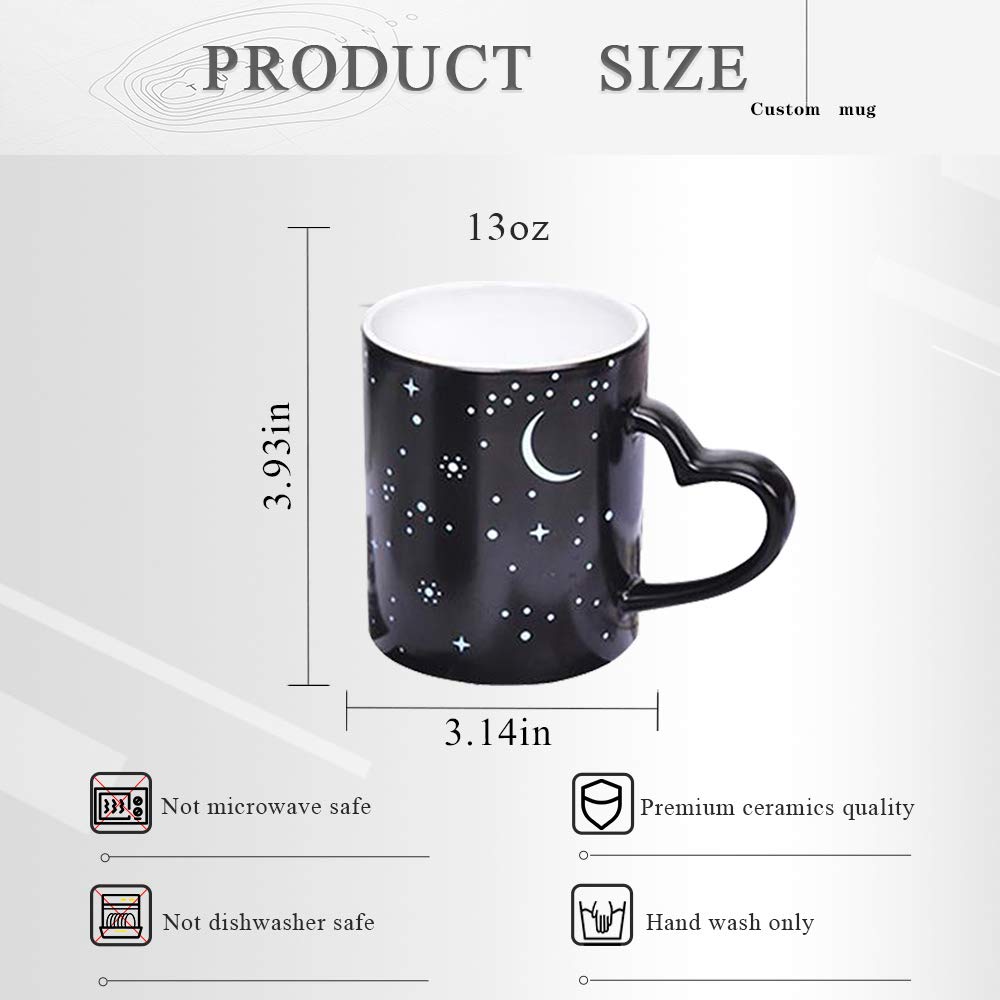 PRODUCT SIZE
Custom mug
13oz
3.93in
3.14in
Not microwave safe
Premium ceramics quality
Not dishwasher safe
Hand wash only